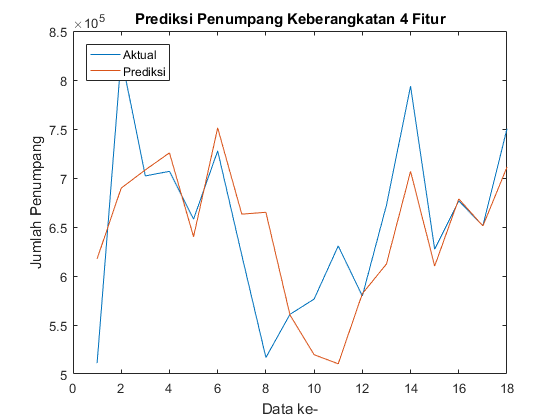 ×10^5
Prediksi Penumpang Keberangkatan 4 Fitur
8.5
8
7.5
7
6.5
6
5.5
5
Jumlah Penumpang
Aktual
Prediksi
0 2 4 6 8 10 12 14 16 18
Data ke-